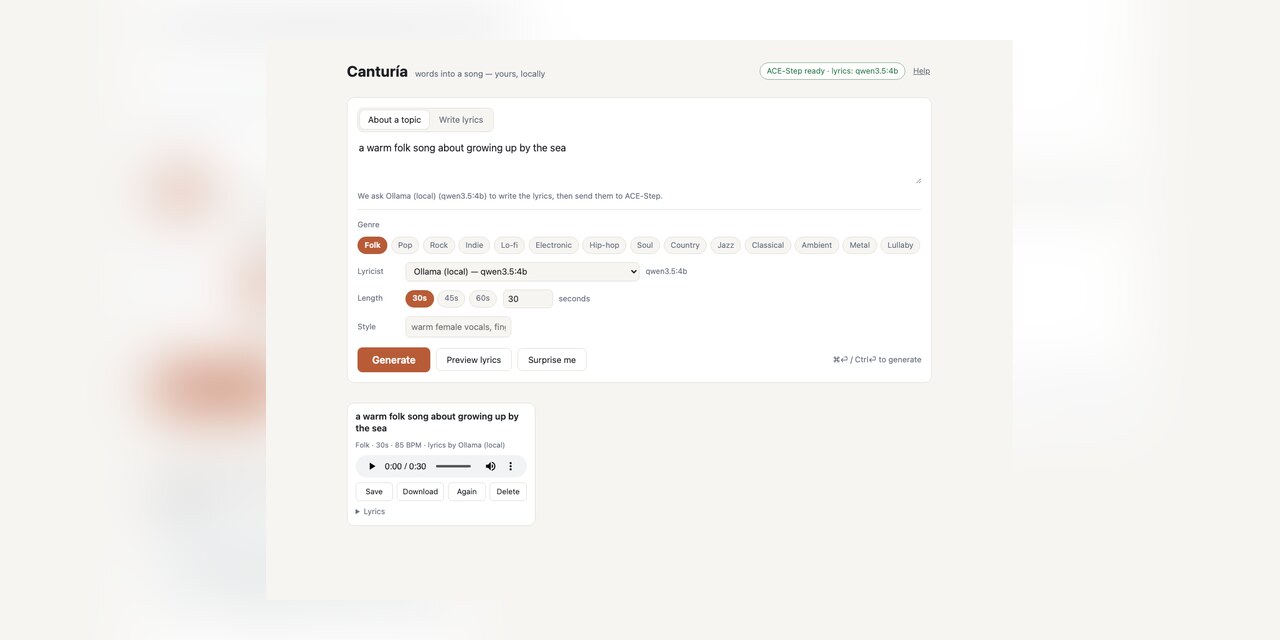 Canturía words into a song — yours, locally
ACE-Step ready · lyrics: qwen3.5:4b Help
About a topic Write lyrics
a warm folk song about growing up by the sea
We ask Ollama (local) (qwen3.5:4b) to write the lyrics, then send them to ACE-Step.
Genre
Folk Pop Rock Indie Lo-fi Electronic Hip-hop Soul Country Jazz Classical Ambient Metal Lullaby
Lyricist Ollama (local) — qwen3.5:4b qwen3.5:4b
Length 30s 45s 60s 30 seconds
Style warm female vocals, fing
Generate Preview lyrics Surprise me ⌘⏎ / Ctrl⏎ to generate
a warm folk song about growing up by
the sea
Folk · 30s · 85 BPM · lyrics by Ollama (local)
0:00 / 0:30
Save Download Again Delete
Lyrics